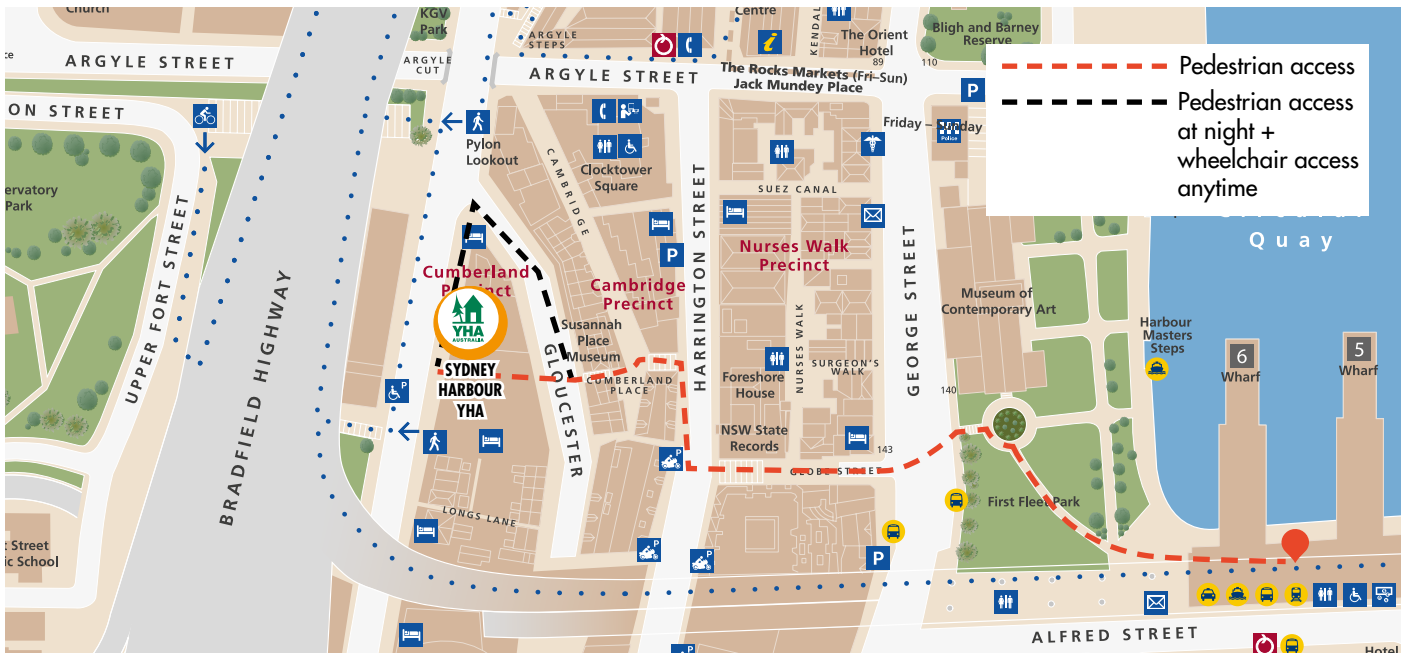 Church
KGV
Park
ARGYLE
STEPS
Centre
KENDAL
The Orient
Hotel
89
110
Bligh and Barney
Reserve
ARGYLE STREET
ARGYLE
CUT
ARGYLE STREET
The Rocks Markets (Fri–Sun)
Jack Mundey Place
i
P
Pedestrian access
Pedestrian access
at night +
wheelchair access
anytime
ON STREET
Pylon
Lookout
CAMBRIDGE
Clocktower
Square
HARRINGTON STREET
SUEZ CANAL
Friday –
Police
Quay
ervatory
Park
UPPER FORT STREET
BRADFIELD HIGHWAY
Cumberland
YHA
AUSTRALIA
SYDNEY
HARBOUR
YHA
GLOUCESTER
Susannah
Place
Museum
Cambridge
Precinct
P
CUMBERLAND
PLACE
Nurses Walk
Precinct
NURSES WALK
SURGEON'S
WALK
Foreshore
House
NSW State
Records
GEORGE STREET
Museum of
Contemporary Art
Harbour
Masters
Steps
6
Wharf
5
Wharf
140
143
GLOBE STREET
First Fleet Park
P
P
LONGS LANE
t Street
ic School
P
P
P
P
P
ALFRED STREET
Hotel